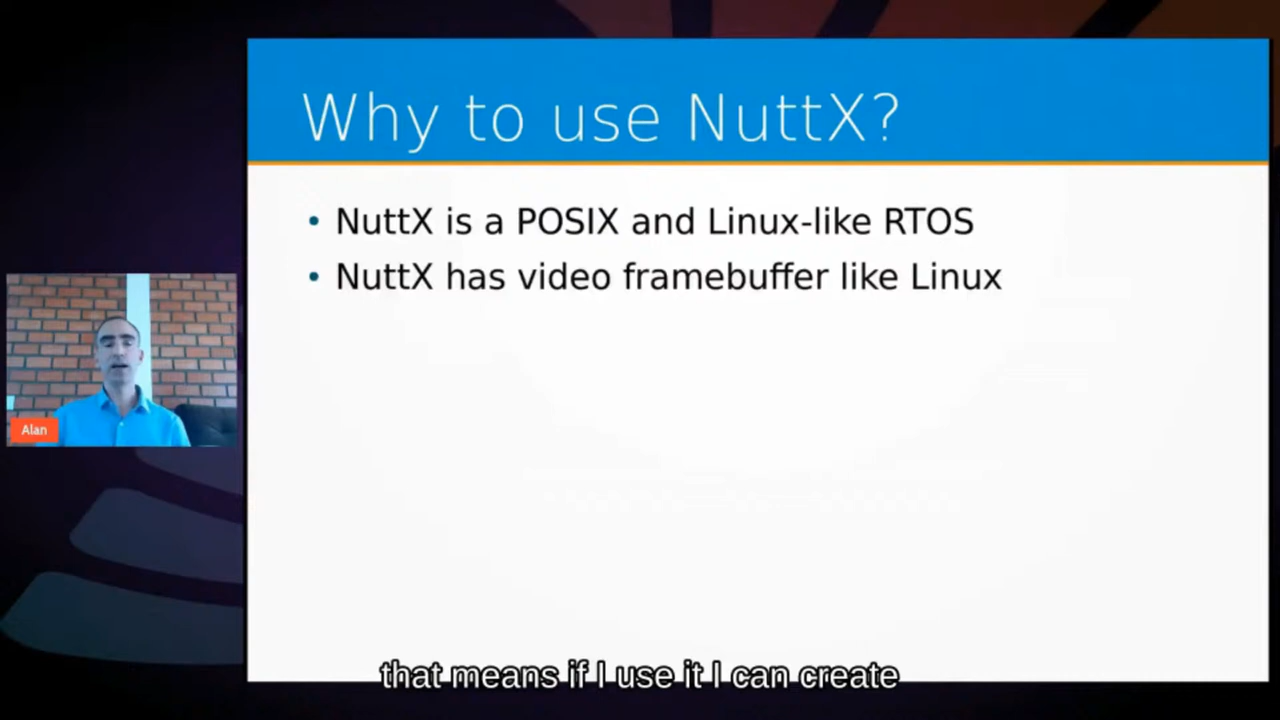 Why to use NuttX?
• NuttX is a POSIX and Linux-like RTOS
• NuttX has video framebuffer like Linux
Alan
that means if I use it I can create